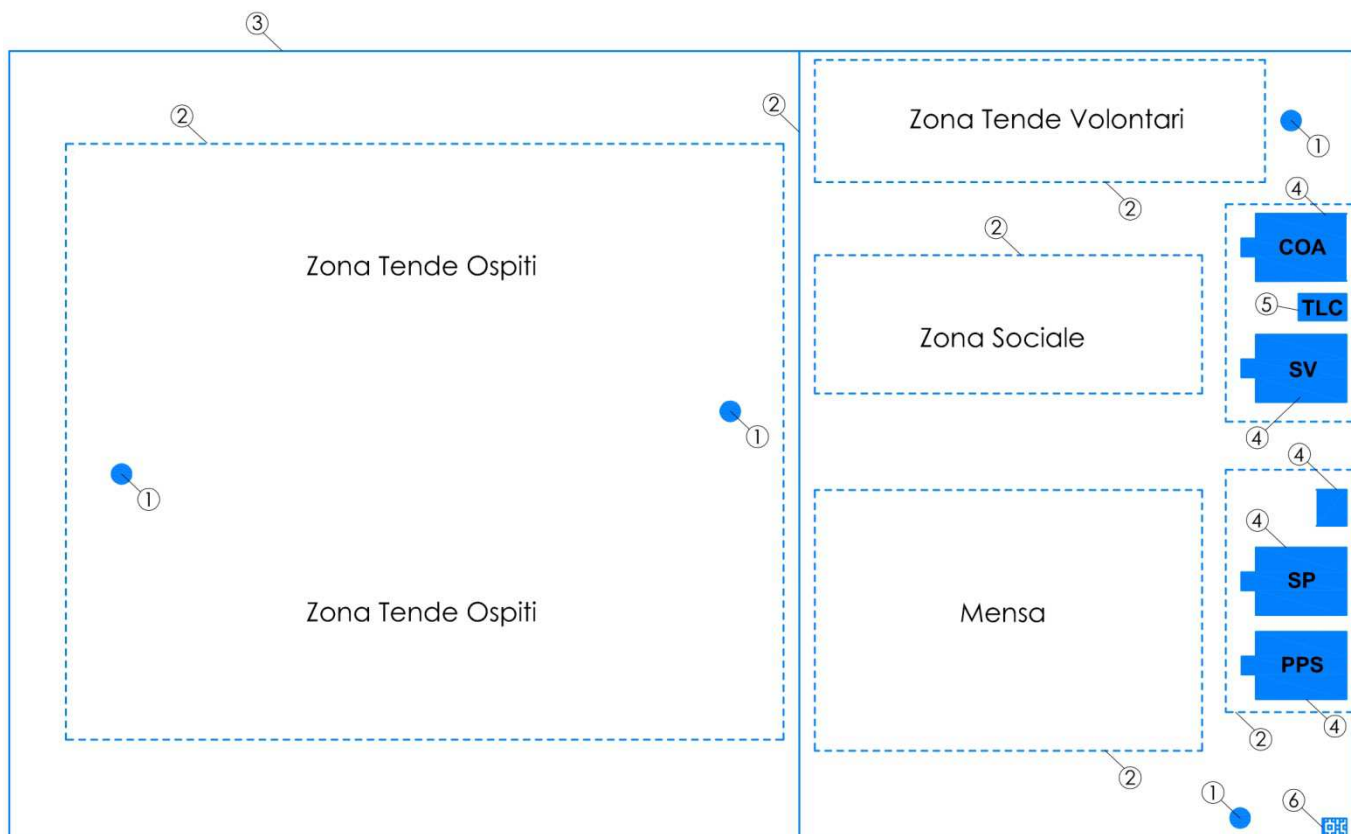 ③
②
②
Zona Tende Volontari
①
②
④
Zona Tende Ospiti
②
COA
Zona Sociale
⑤
TLC
SV
①
④
④
①
④
SP
Zona Tende Ospiti
Mensa
PPS
④
②
②
①
⑥